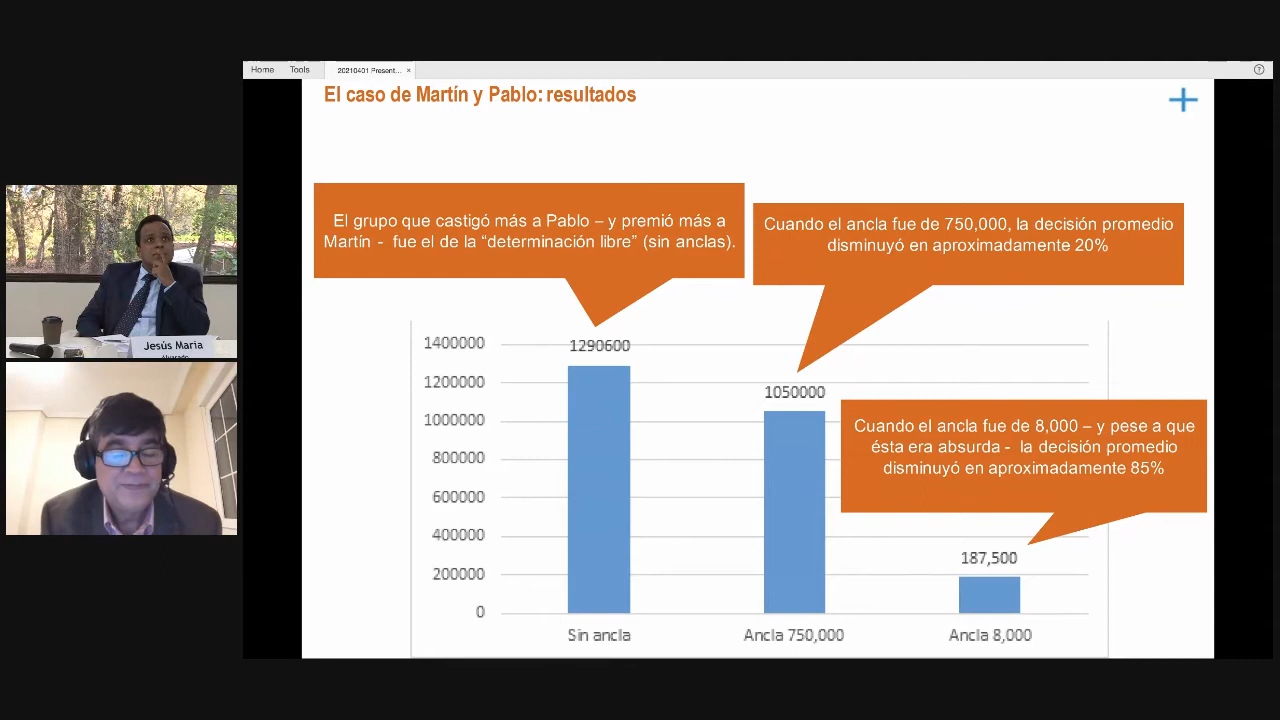 Home Tools 20210401 Present... ×
El caso de Martín y Pablo: resultados
El grupo que castigó más a Pablo – y premió más a
Martín - fue el de la “determinación libre” (sin anclas).
Cuando el ancla fue de 750,000, la decisión promedio
disminuyó en aproximadamente 20%
Cuando el ancla fue de 8,000 – y pese a que
ésta era absurda - la decisión promedio
disminuyó en aproximadamente 85%
1400000
1200000
1000000
800000
600000
400000
200000
0
1290600
1050000
187,500
Sin ancla
Ancla 750,000
Ancla 8,000
Jesús María
Alvarado